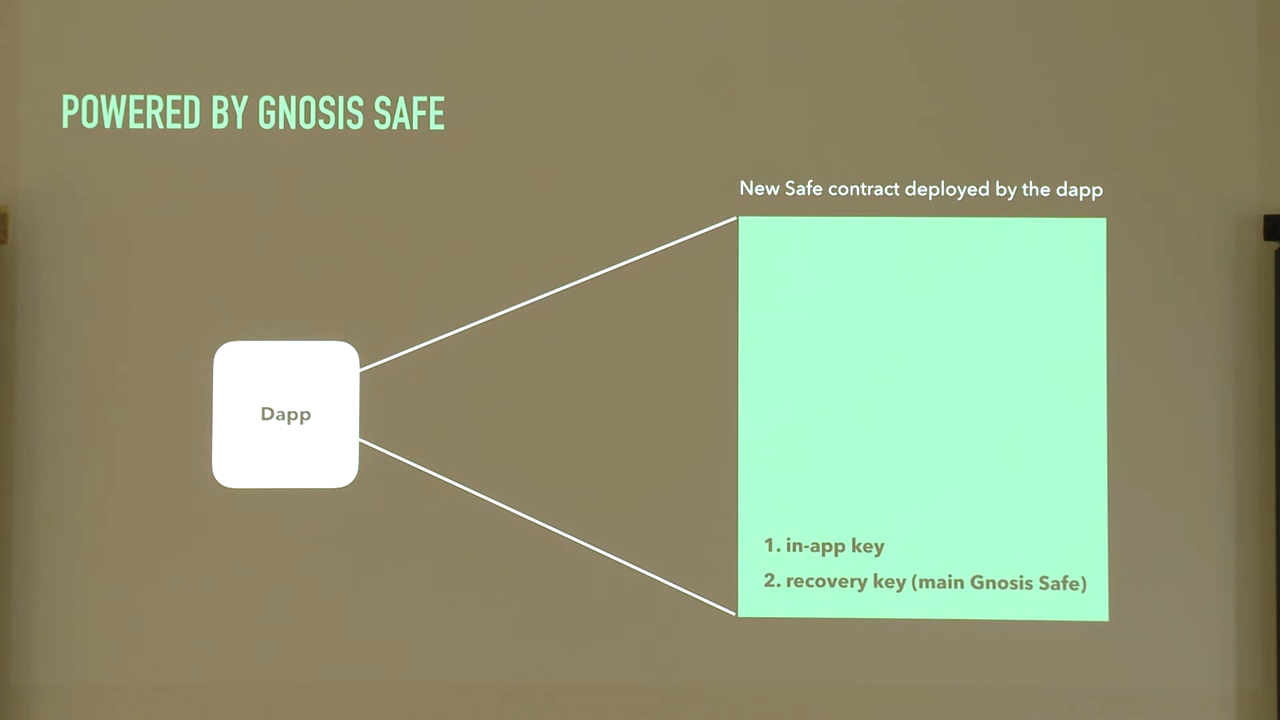 POWERED BY GNOSIS SAFE
New Safe contract deployed by the dapp
Dapp
1. in-app key
2. recovery key (main Gnosis Safe)